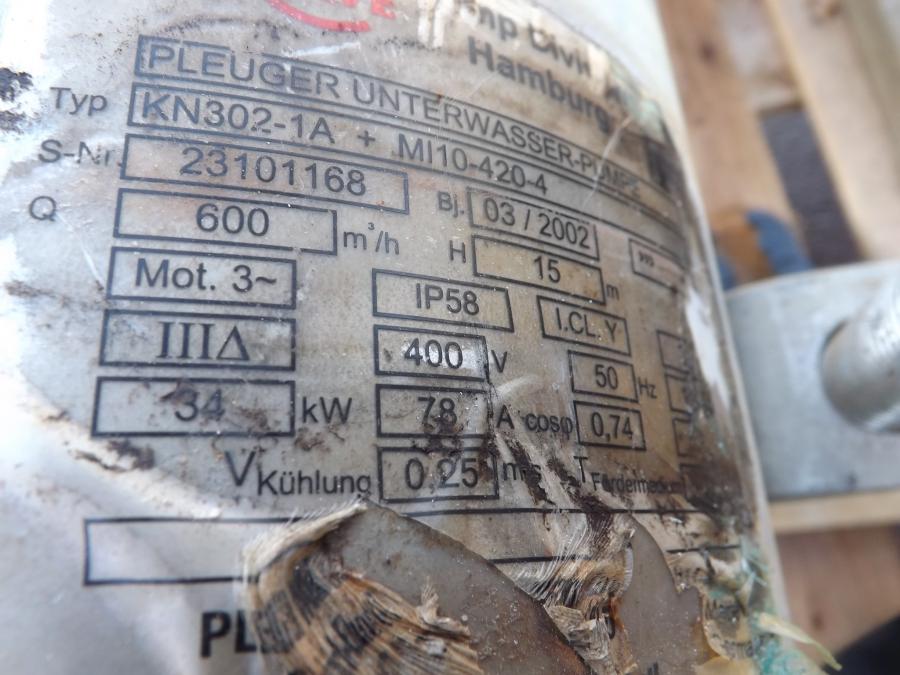 Hamburg
PLEUGER UNTERWASSER-PUMPE
Typ KN302-1A + MI10-420-4
S-Nr. 23101168 Bj. 03 / 2002
Q 600 m³/h H 15 m
Mot. 3~ IP58 I.CL. Y
IIIΔ 400 V 50 Hz
34 kW 78 A cosφ 0,74
V Kühlung 0.25 m/s T Fördermedium